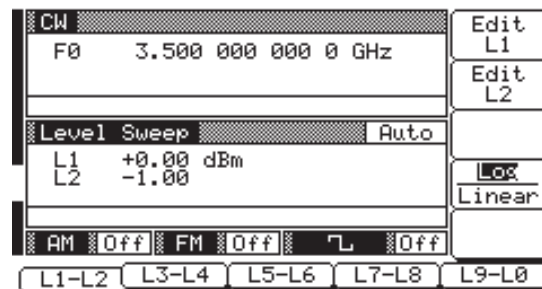 CW
F0 3.500 000 000 0 GHz
Level Sweep Auto
L1 +0.00 dBm
L2 -1.00
AM Off FM Off Off
Edit
L1
Edit
L2
Log
Linear
L1-L2 L3-L4 L5-L6 L7-L8 L9-L0